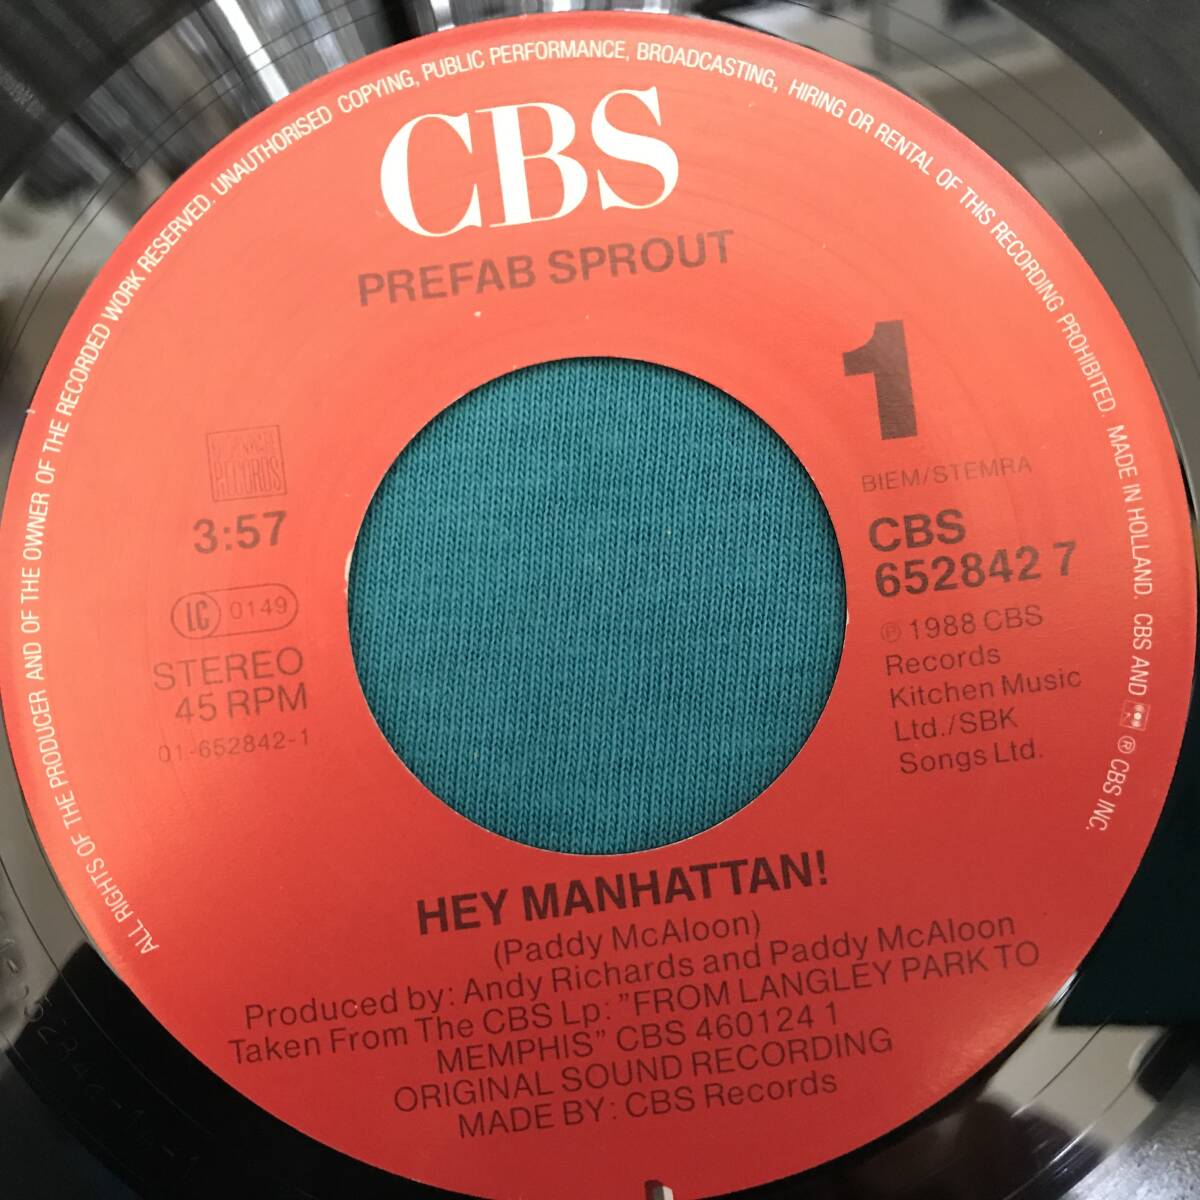 ALL RIGHTS OF THE PRODUCER AND OF THE OWNER OF THE RECORDED WORK RESERVED. UNAUTHORISED COPYING, PUBLIC PERFORMANCE, BROADCASTING, HIRING OR RENTAL OF THIS RECORDING PROHIBITED. MADE IN HOLLAND. CBS AND ® CBS INC.
CBS
PREFAB SPROUT
1
BIEM/STEMRA
RECORDS
3:57
LC 0149
STEREO
45 RPM
01-652842-1
CBS
652842 7
℗ 1988 CBS
Records
Kitchen Music
Ltd./SBK
Songs Ltd.
HEY MANHATTAN!
(Paddy McAloon)
Produced by: Andy Richards and Paddy McAloon
Taken From The CBS Lp: ”FROM LANGLEY PARK TO
MEMPHIS” CBS 460124 1
ORIGINAL SOUND RECORDING
MADE BY: CBS Records